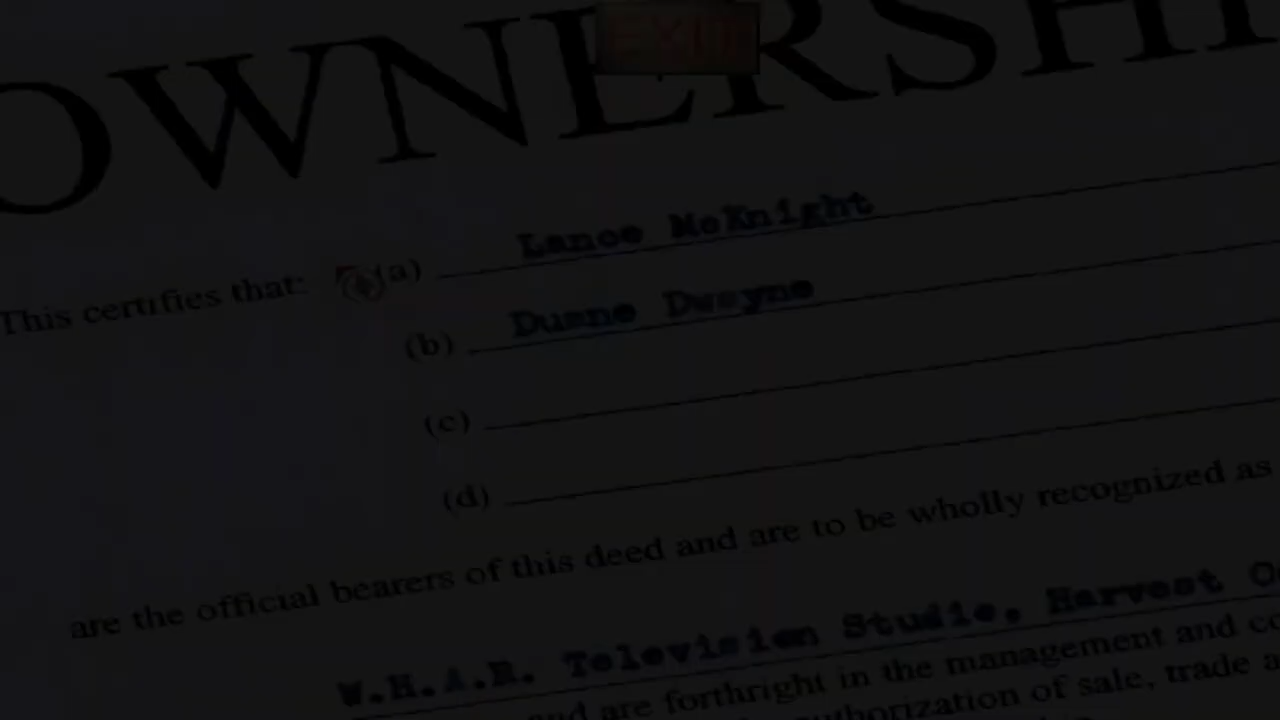 EXIT
OWNERSHI
This certifies that: (a) Lance McKnight
(b) Duane Dwayne
(c)
(d)
are the official bearers of this deed and are to be wholly recognized as
W.H.A.R. Television Studio, Harvest
and are forthright in the management and co
authorization of sale, trade a